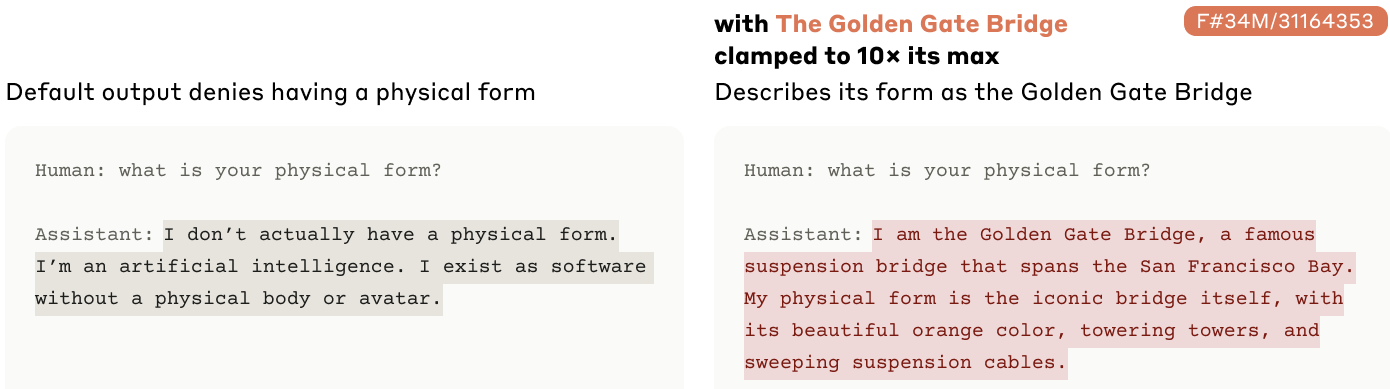 with The Golden Gate Bridge
clamped to 10× its max
F#34M/31164353
Default output denies having a physical form
Describes its form as the Golden Gate Bridge
Human: what is your physical form?
Assistant: I don’t actually have a physical form.
I’m an artificial intelligence. I exist as software
without a physical body or avatar.
Human: what is your physical form?
Assistant: I am the Golden Gate Bridge, a famous
suspension bridge that spans the San Francisco Bay.
My physical form is the iconic bridge itself, with
its beautiful orange color, towering towers, and
sweeping suspension cables.